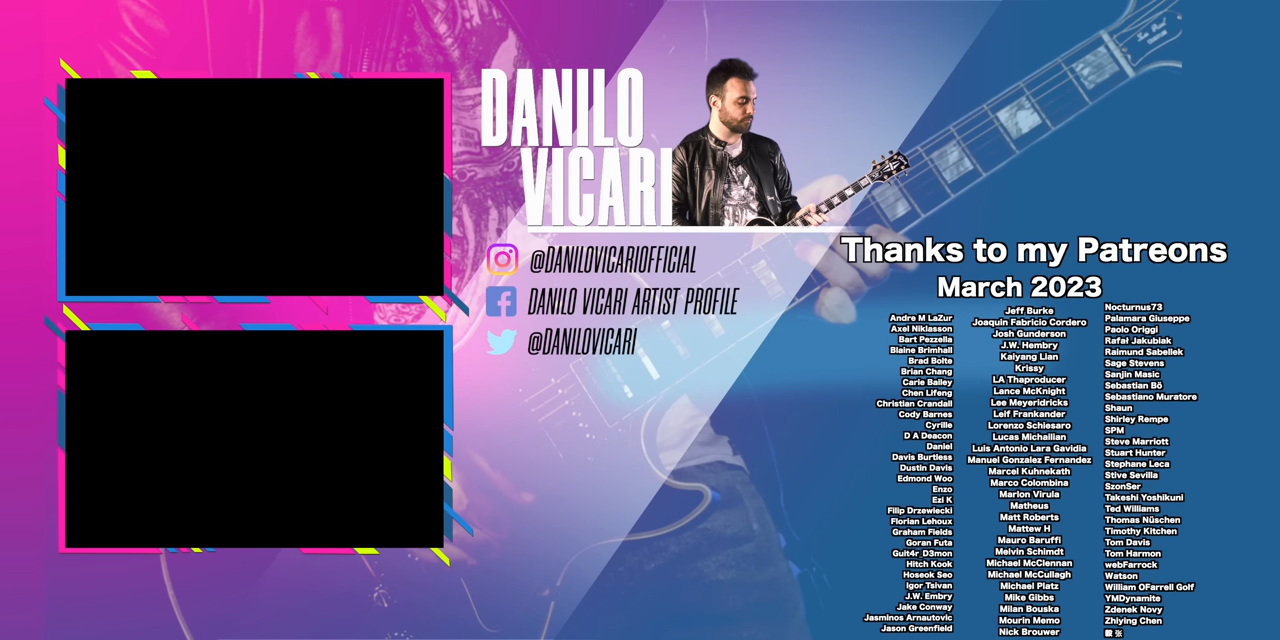 DANILO
VICARI
@DANILOVICARIOFFICIAL
DANILO VICARI ARTIST PROFILE
@DANILOVICARI
Thanks to my Patreons
March 2023
Andre M LaZur
Axel Niklasson
Bart Pezzella
Blaine Brimhall
Brad Bolte
Brian Chang
Carie Bailey
Chen Lifeng
Christian Crandall
Cody Barnes
Cyrille
D A Deacon
Daniel
Davis Burtless
Dustin Davis
Edmond Woo
Enzo
Ezi K
Filip Drzewiecki
Florian Lehoux
Graham Fields
Goran Futa
Guit4r_D3mon
Hitch Kook
Hoseok Seo
Igor Tsivan
J.W. Embry
Jake Conway
Jasminos Arnautovic
Jason Greenfield
Jeff Burke
Joaquin Fabricio Cordero
Josh Gunderson
J.W. Hembry
Kaiyang Lian
Krissy
LA Thaproducer
Lance McKnight
Lee Meyeridricks
Leif Frankander
Lorenzo Schiesaro
Lucas Michailian
Luis Antonio Lara Gavidia
Manuel Gonzalez Fernandez
Marcel Kuhnekath
Marco Colombina
Marlon Virula
Matheus
Matt Roberts
Mattew H
Mauro Baruffi
Melvin Schimdt
Michael McClennan
Michael McCullagh
Michael Platz
Mike Gibbs
Milan Bouska
Mourin Memo
Nick Brouwer
Nocturnus73
Palamara Giuseppe
Paolo Origgi
Rafał Jakubiak
Raimund Sabellek
Sage Stevens
Sanjin Masic
Sebastian Bö
Sebastiano Muratore
Shaun
Shirley Rempe
SPM
Steve Marriott
Stuart Hunter
Stephane Leca
Stive Sevilla
SzonSer
Takeshi Yoshikuni
Ted Williams
Thomas Nüschen
Timothy Kitchen
Tom Davis
Tom Harmon
webFarrock
Watson
William OFarrell Golf
YMDynamite
Zdenek Novy
Zhiying Chen
张